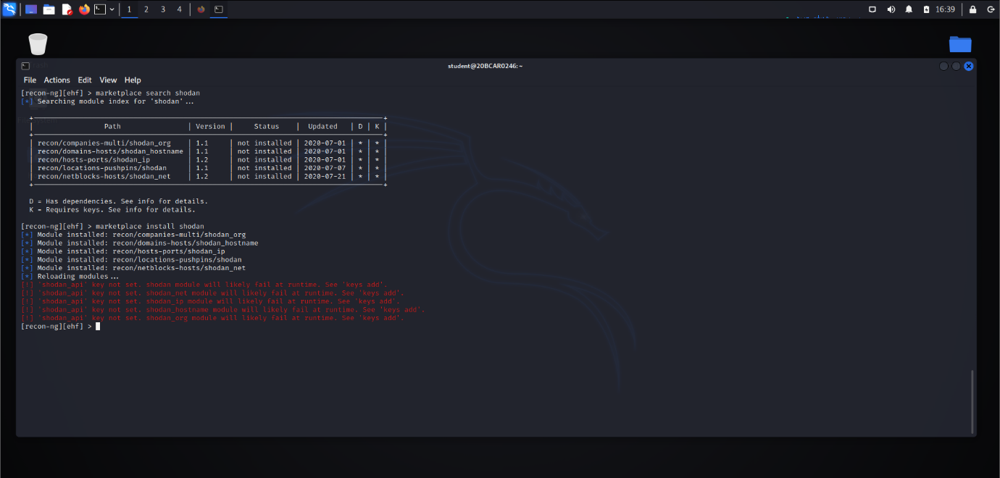 1 2 3 4
16:39
student@20BCAR0246: ~
File Actions Edit View Help
[recon-ng][ehf] > marketplace search shodan
[*] Searching module index for 'shodan'...
| Path | Version | Status | Updated | D | K |
| recon/companies-multi/shodan_org | 1.1 | not installed | 2020-07-01 | * | * |
| recon/domains-hosts/shodan_hostname | 1.1 | not installed | 2020-07-01 | * | * |
| recon/hosts-ports/shodan_ip | 1.2 | not installed | 2020-07-01 | * | * |
| recon/locations-pushpins/shodan | 1.1 | not installed | 2020-07-07 | * | * |
| recon/netblocks-hosts/shodan_net | 1.2 | not installed | 2020-07-21 | * | * |
D = Has dependencies. See info for details.
K = Requires keys. See info for details.
[recon-ng][ehf] > marketplace install shodan
[*] Module installed: recon/companies-multi/shodan_org
[*] Module installed: recon/domains-hosts/shodan_hostname
[*] Module installed: recon/hosts-ports/shodan_ip
[*] Module installed: recon/locations-pushpins/shodan
[*] Module installed: recon/netblocks-hosts/shodan_net
[*] Reloading modules...
[!] 'shodan_api' key not set. shodan module will likely fail at runtime. See 'keys add'.
[!] 'shodan_api' key not set. shodan_net module will likely fail at runtime. See 'keys add'.
[!] 'shodan_api' key not set. shodan_ip module will likely fail at runtime. See 'keys add'.
[!] 'shodan_api' key not set. shodan_hostname module will likely fail at runtime. See 'keys add'.
[!] 'shodan_api' key not set. shodan_org module will likely fail at runtime. See 'keys add'.
[recon-ng][ehf] >